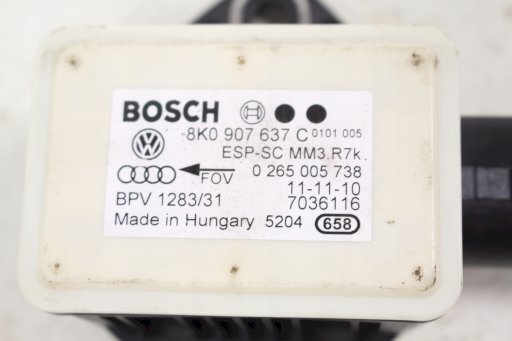 BOSCH
8K0 907 637 C 0101 005
ESP-SC MM3.R7k
FOV 0 265 005 738
11-11-10
BPV 1283/31 7036116
Made in Hungary 5204 658